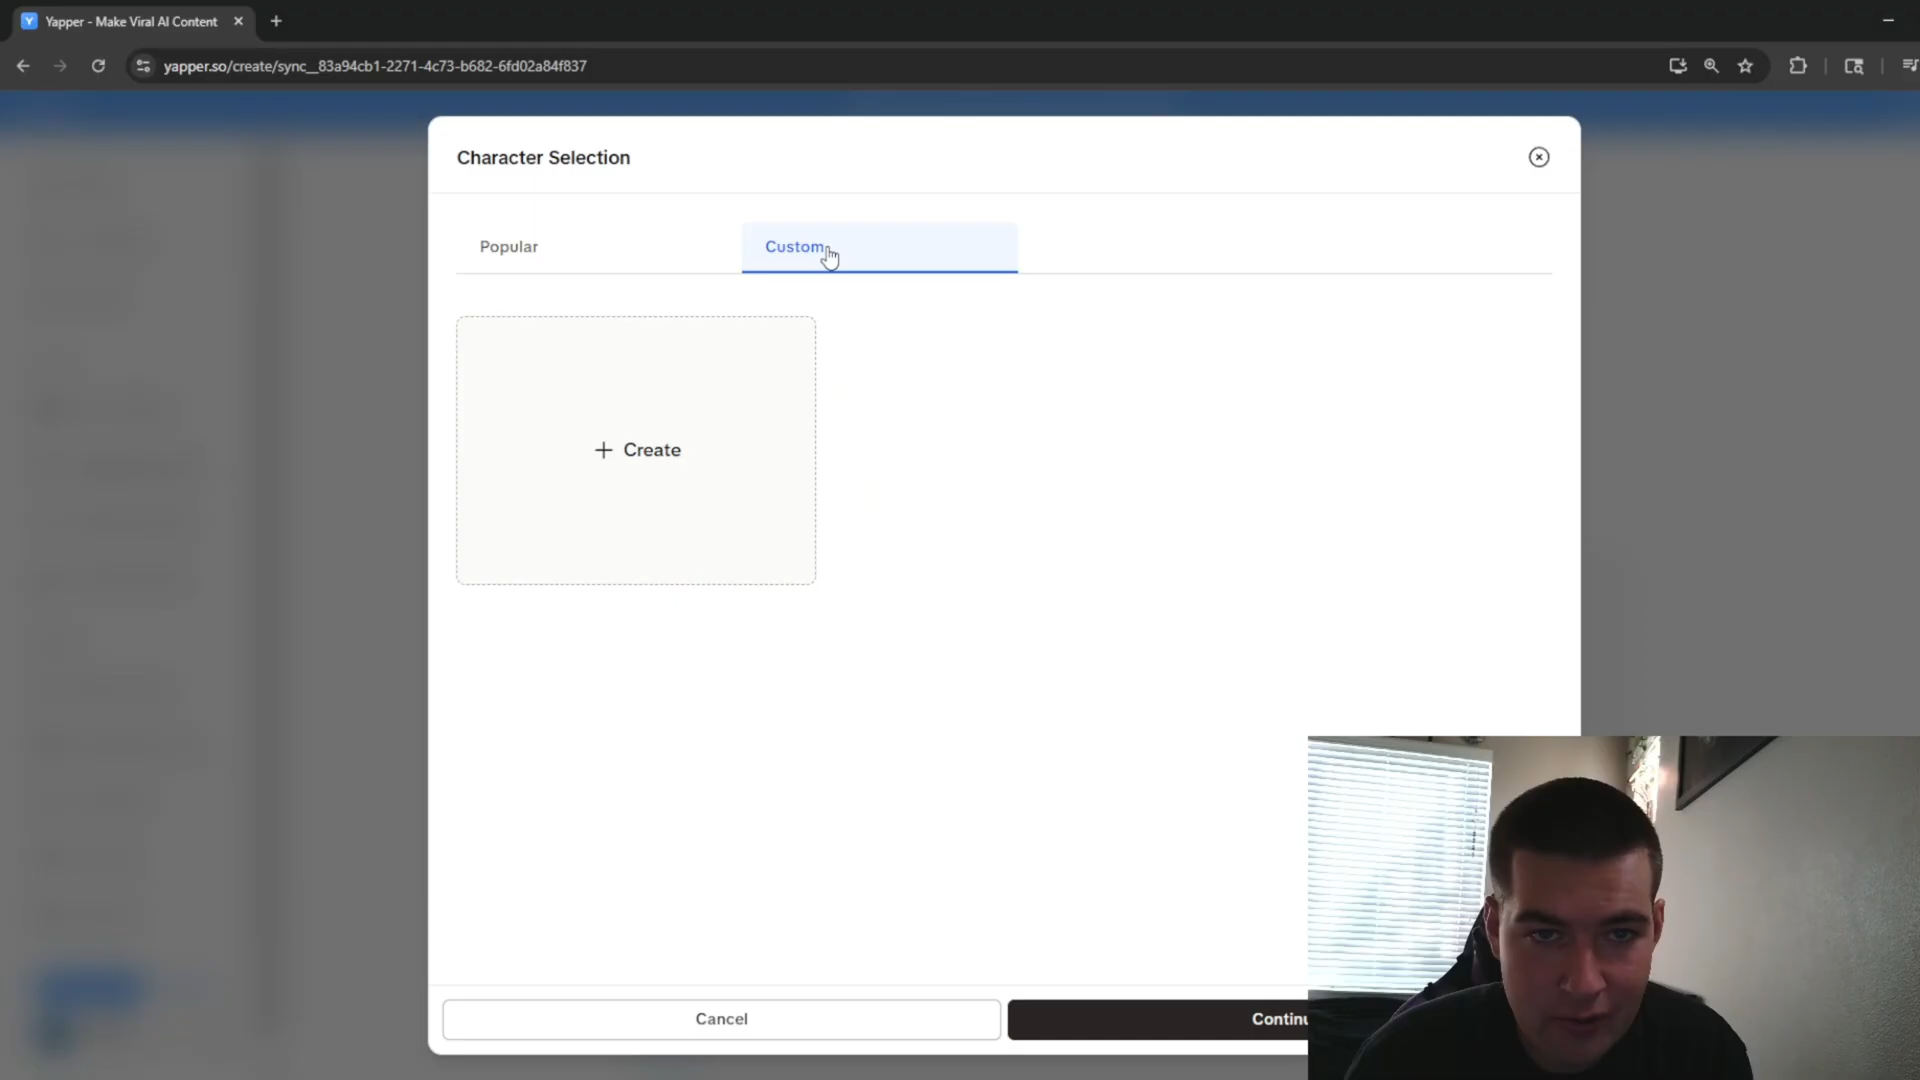 Yapper - Make Viral AI Content
yapper.so/create/sync__83a94cb1-2271-4c73-b682-6fd02a84f837
Character Selection
Popular
Custom
+ Create
Cancel
Continu